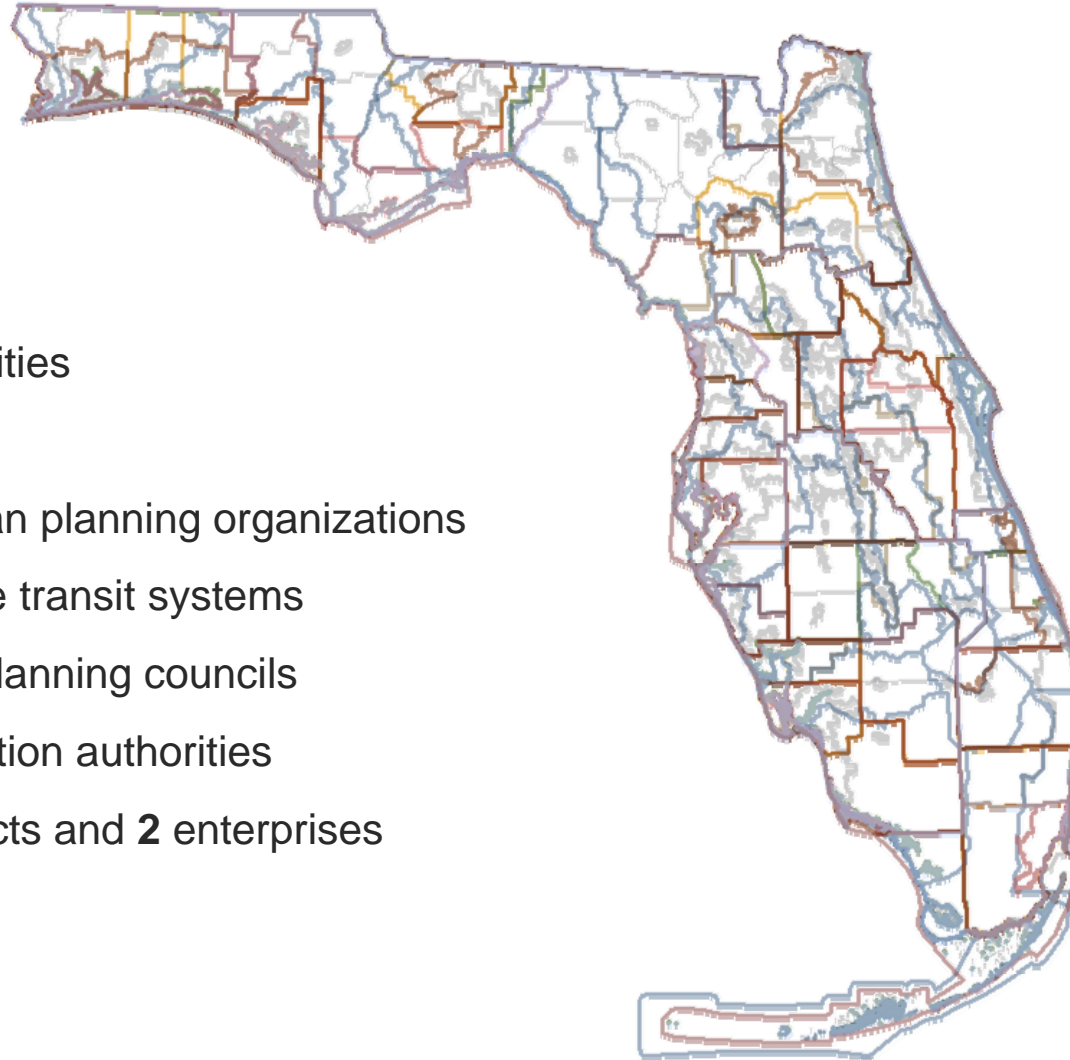 ities
an planning organizations
e transit systems
lanning councils
tion authorities
cts and 2 enterprises